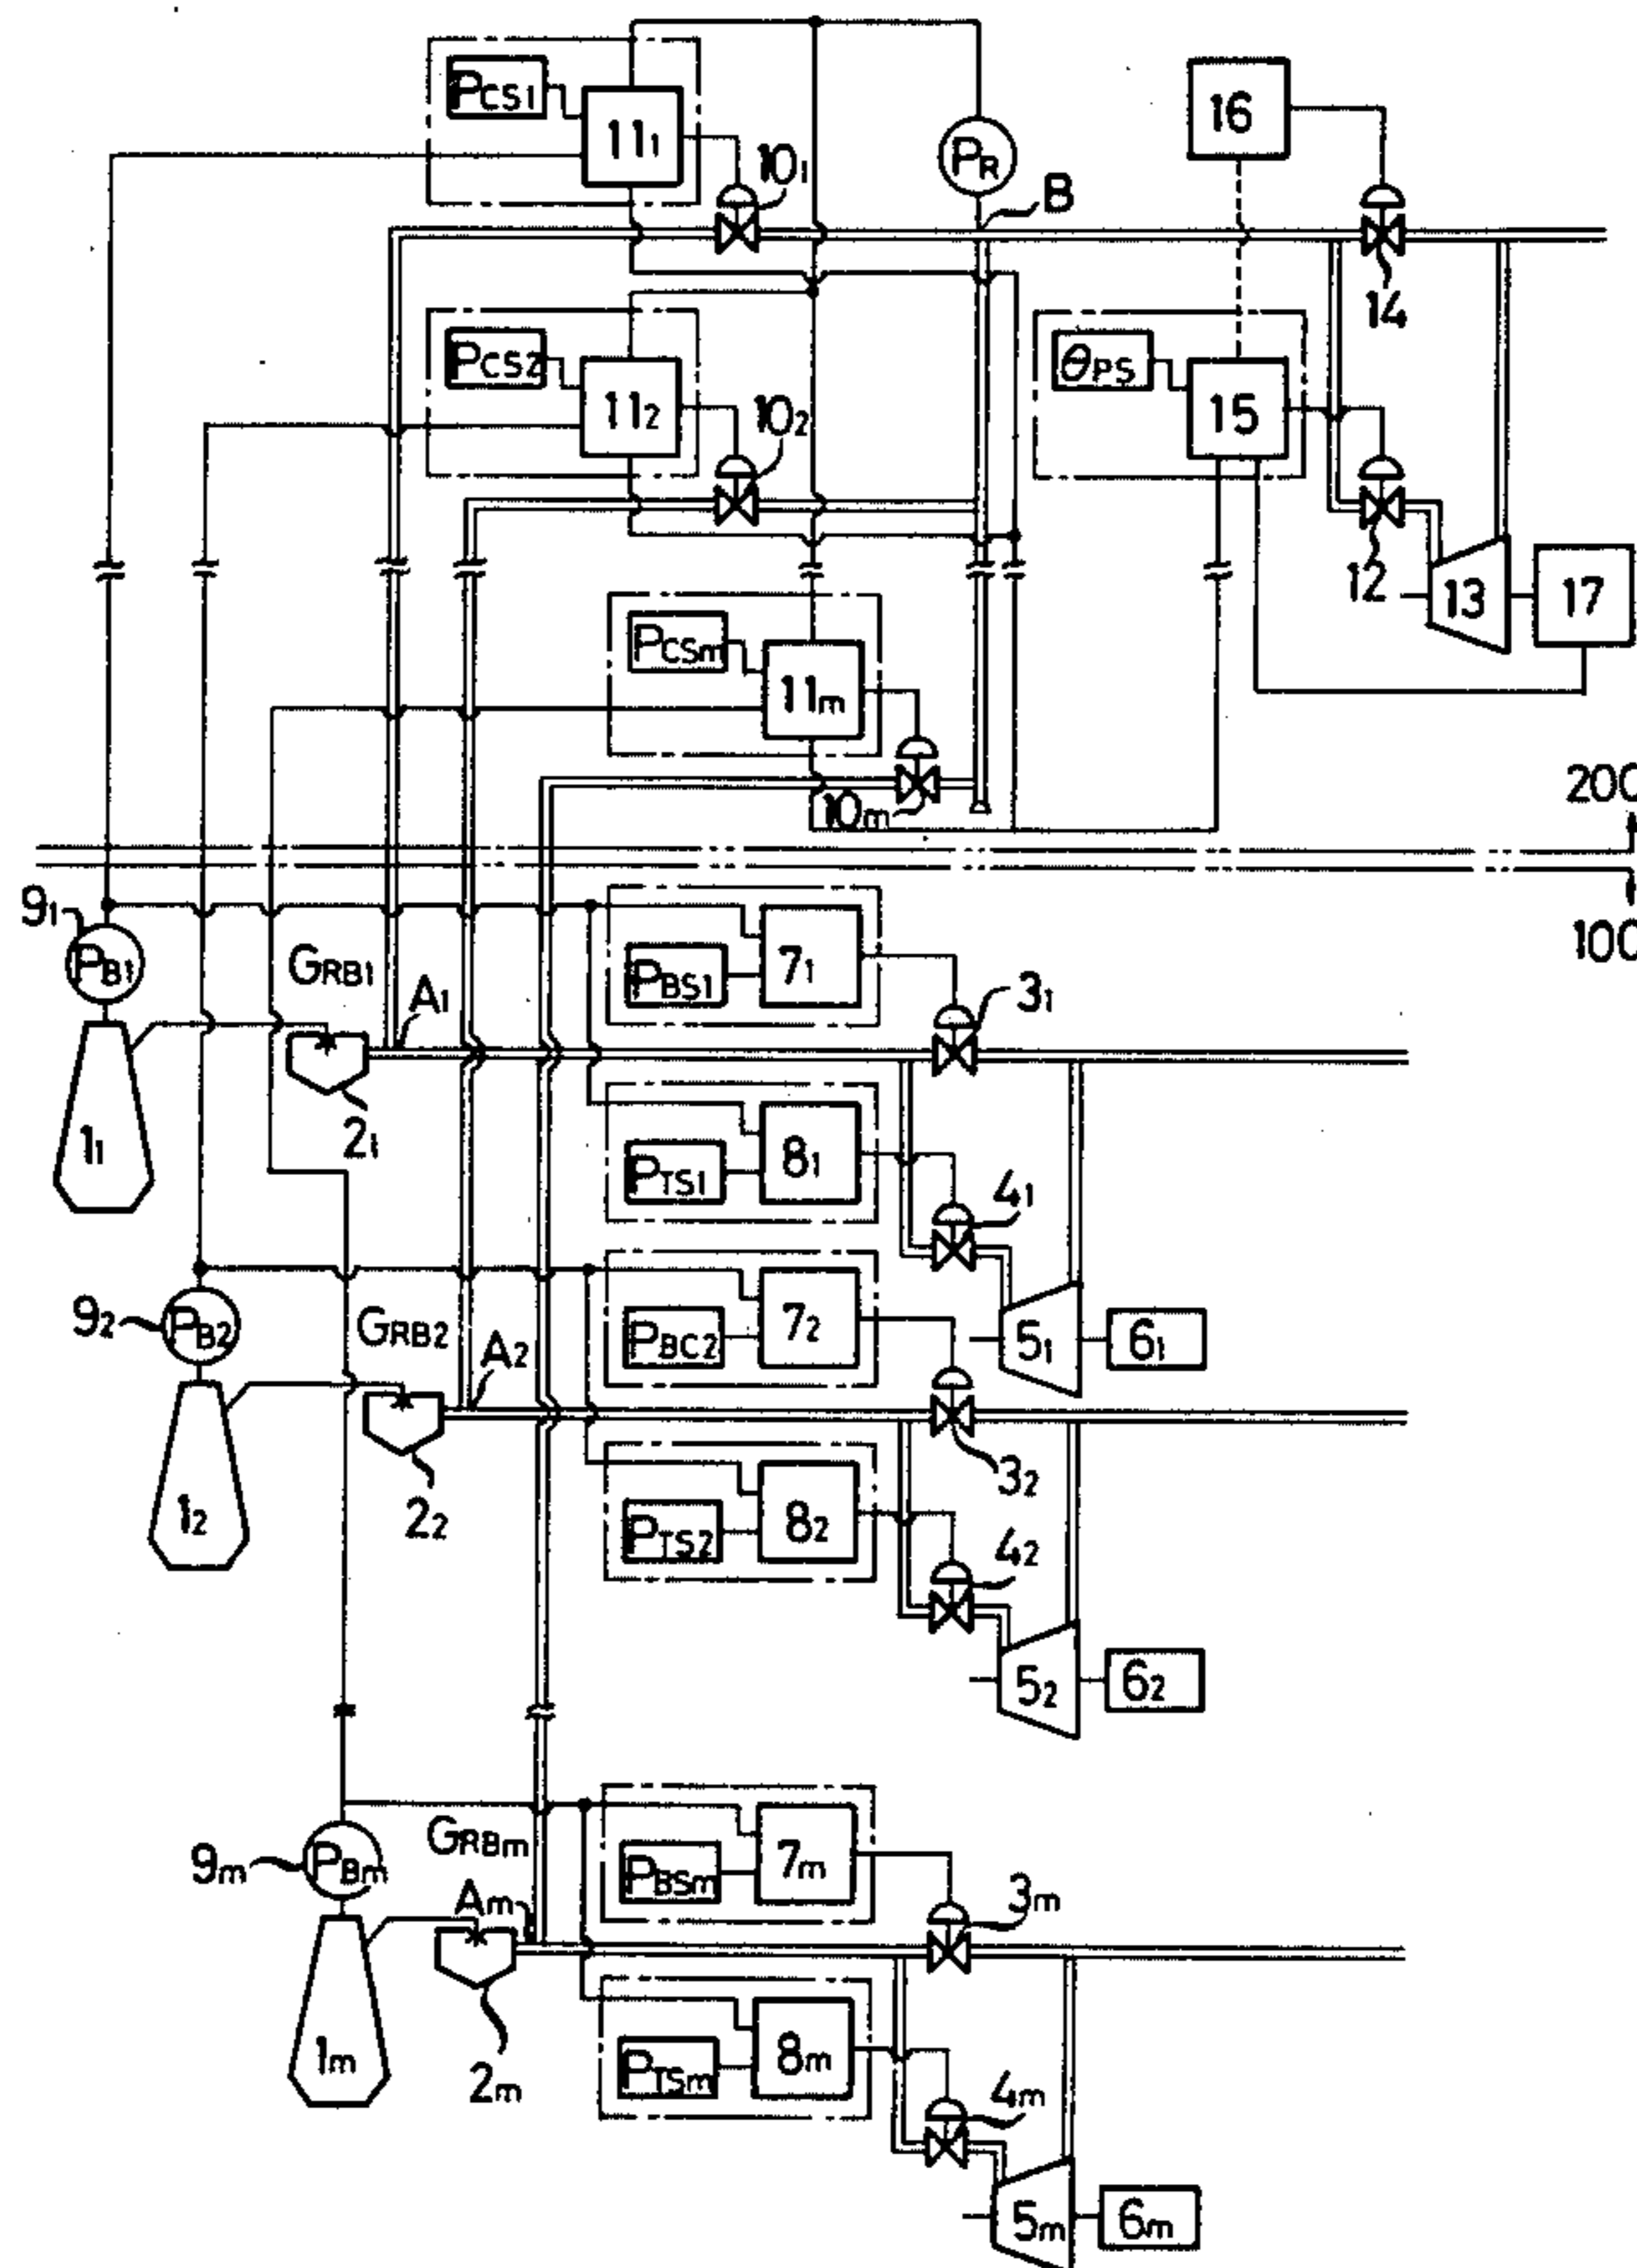 PCS1
11₁
10₁
PR
B
16
14
PCS2
11₂
10₂
θPS
15
12
13
17
PCSm
11m
10m
200
100
9₁
PB1
GRB1
A₁
PBS1
7₁
3₁
1₁
2₁
PTS1
8₁
4₁
9₂
PB2
GRB2
A₂
PBC2
7₂
5₁
6₁
1₂
2₂
3₂
PTS2
8₂
4₂
5₂
6₂
9m
PBm
GRBm
Am
PBSm
7m
3m
1m
2m
PTSm
8m
4m
5m
6m